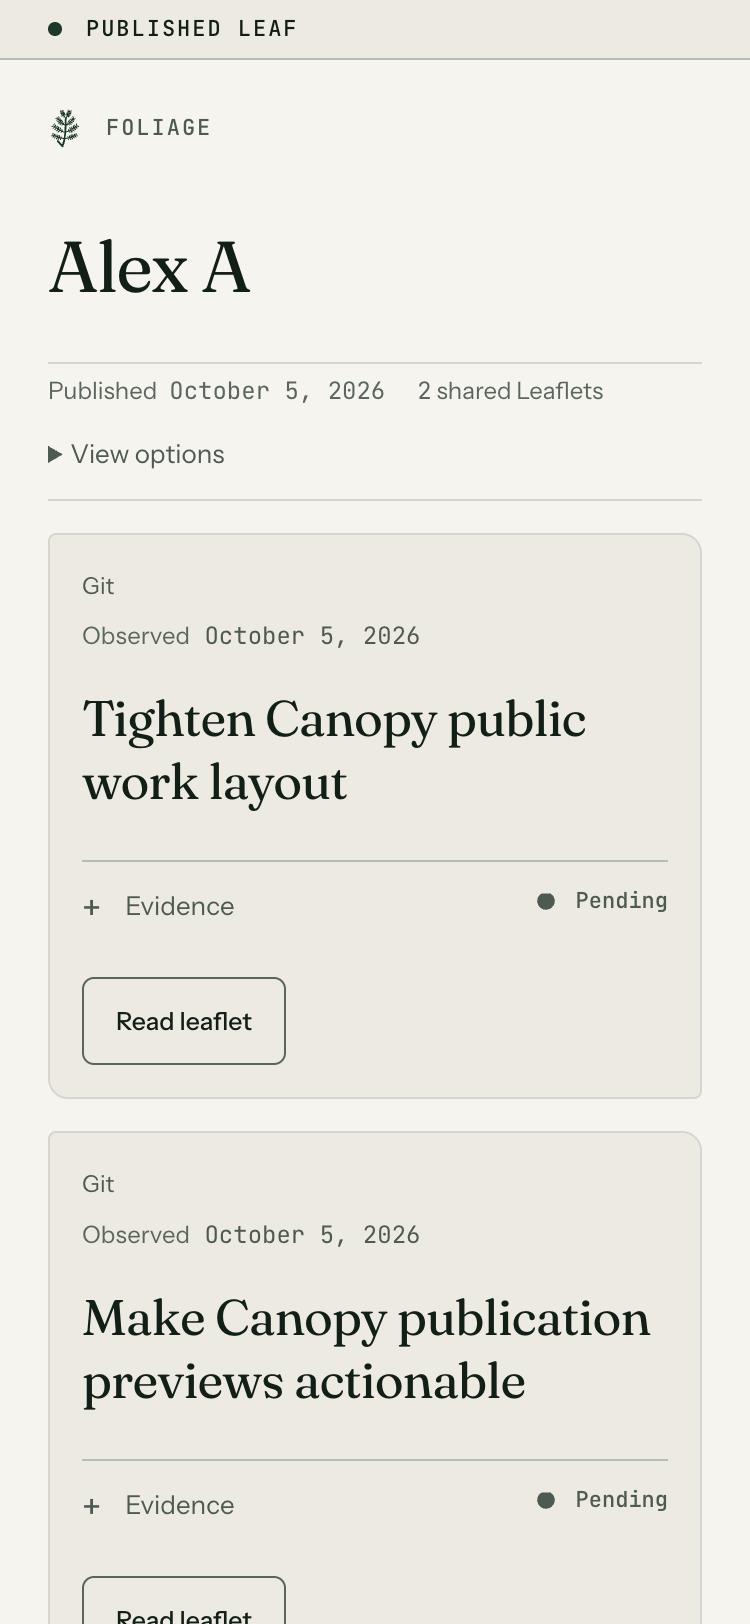 PUBLISHED LEAF
FOLIAGE
Alex A
Published October 5, 2026 2 shared Leaflets
View options
Git
Observed October 5, 2026
Tighten Canopy public
work layout
+ Evidence Pending
Read leaflet
Git
Observed October 5, 2026
Make Canopy publication
previews actionable
+ Evidence Pending
Read leaflet